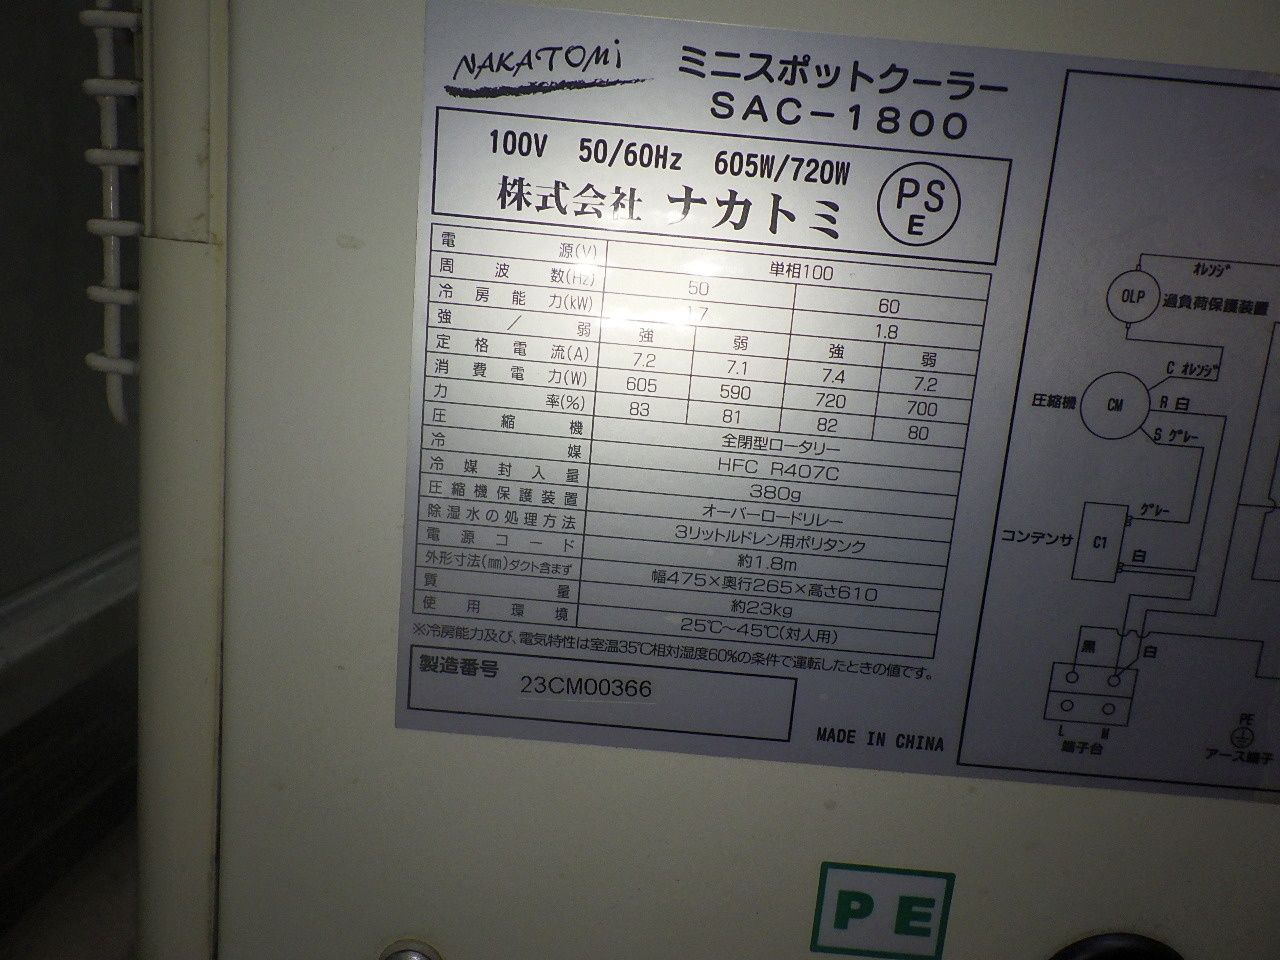 NAKATOMI
ミニスポットクーラー
SAC-1800
100V 50/60Hz 605W/720W
株式会社 ナカトミ
PS
E
電源(V) 単相100
周波数(Hz) 50 60
冷房能力(kW) 1.7 1.8
強/弱 強 弱 強 弱
定格電流(A) 7.2 7.1 7.4 7.2
消費電力(W) 605 590 720 700
力率(%) 83 81 82 80
圧縮機 全閉型ロータリー
冷媒 HFC R407C
冷媒封入量 380g
圧縮機保護装置 オーバーロードリレー
除湿水の処理方法 3リットルドレン用ポリタンク
電源コード 約1.8m
外形寸法(mm)ダクト含まず 幅475×奥行265×高さ610
質量 約23kg
使用環境 25℃~45℃(対人用)
※冷房能力及び、電気特性は室温35℃相対湿度60%の条件で運転したときの値です。
製造番号 23CM00366
MADE IN CHINA
オレンジ
OLP 過負荷保護装置
C オレンジ
圧縮機 CM R 白
S グレー
グレー
コンデンサ C1
白
黒 白
L N
端子台
PE
アース端子
PE